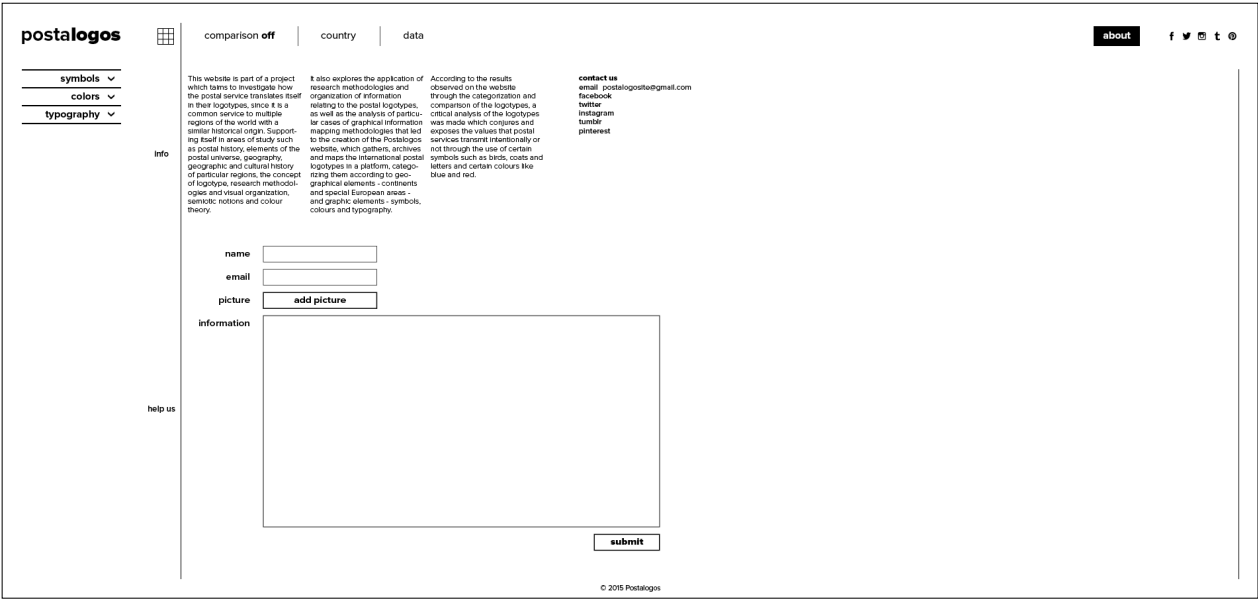 postalogos
comparison off
country
data
about
symbols
colors
typography
info
This website is part of a project
which taims to investigate how
the postal service translates itself
in their logotypes, since it is a
common service to multiple
regions of the world with a
similar historical origin. Support-
ing itself in areas of study such
as postal history, elements of the
postal universe, geography,
geographic and cultural history
of particular regions, the concept
of logotype, research methodol-
ogies and visual organization,
semiotic notions and colour
theory.
It also explores the application of
research methodologies and
organization of information
relating to the postal logotypes,
as well as the analysis of particu-
lar cases of graphical information
mapping methodologies that led
to the creation of the Postalogos
website, which gathers, archives
and maps the international postal
logotypes in a platform, catego-
rizing them according to geo-
graphical elements - continents
and special European areas -
and graphic elements - symbols,
colours and typography.
According to the results
observed on the website
through the categorization and
comparison of the logotypes, a
critical analysis of the logotypes
was made which conjures and
exposes the values that postal
services transmit intentionally or
not through the use of certain
symbols such as birds, coats and
letters and certain colours like
blue and red.
contact us
email postalogosite@gmail.com
facebook
twitter
instagram
tumblr
pinterest
name
email
picture
add picture
information
help us
submit
© 2015 Postalogos